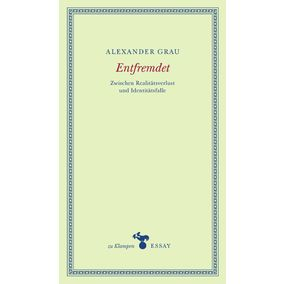 ALEXANDER GRAU
Entfremdet
Zwischen Realitätsverlust
und Identitätsfalle
zu Klampen ESSAY